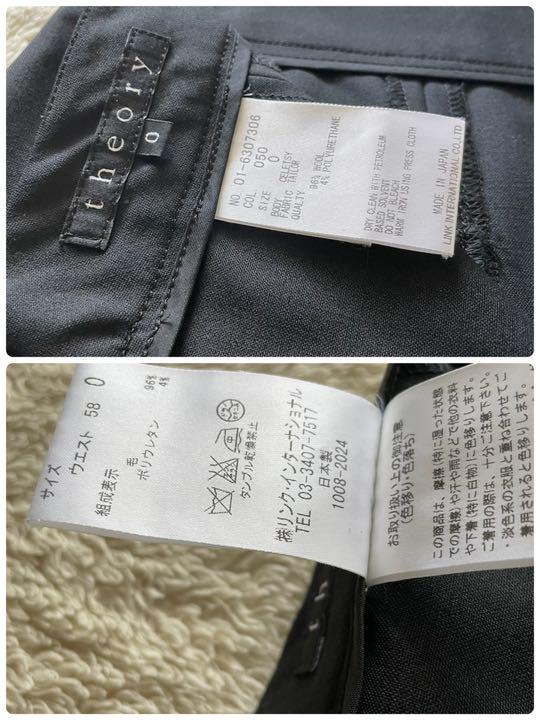 theory
0
NO. 01-6307306
COL 050
SIZE 0
BODY CELETSY
FABRIC TAILOR
QUALTY 96% WOOL
4% POLYURETHANE
DRY CLEAN WITH PETROLEUM
BASED SOLVENT
DO NOT BLEACH
WARM IRON USING PRESS CLOTH
MADE IN JAPAN
LINK INTERNATIONAL CO.,LTD
サイズ 0
ウエスト 58
組成表示
毛 96%
ポリウレタン 4%
タンブル乾燥禁止
㈱リンク・インターナショナル
TEL 03-3407-7517
日本製
1008-2024
お取り扱い上の御注意
(色移り・色落ち)
この商品は、摩擦(特に湿った状態
での摩擦)や汗や雨などで他の衣料
や下着(特に白物)に色移りします。
ご着用の際は、十分ご注意下さい。
・淡色系の衣服と重ね合わせてご
着用されると色移りします。
th